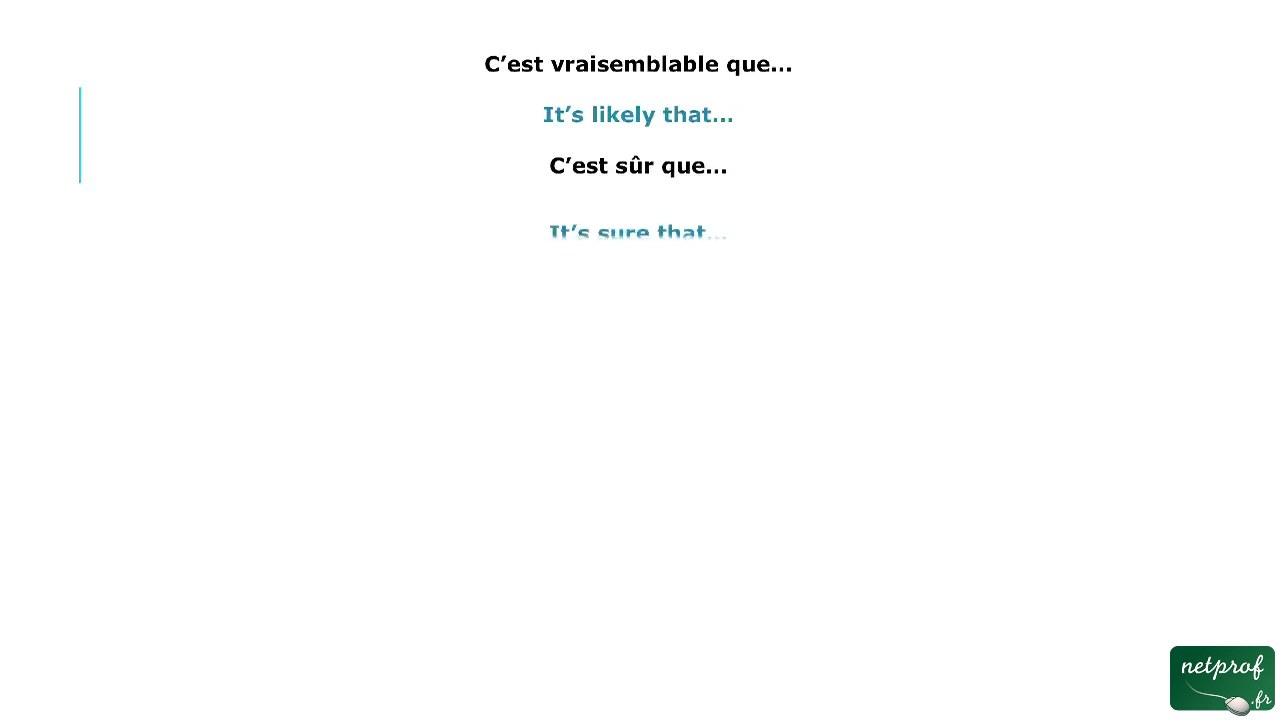 C’est vraisemblable que...
It’s likely that...
C’est sûr que...
It’s sure that...
netprof
.fr